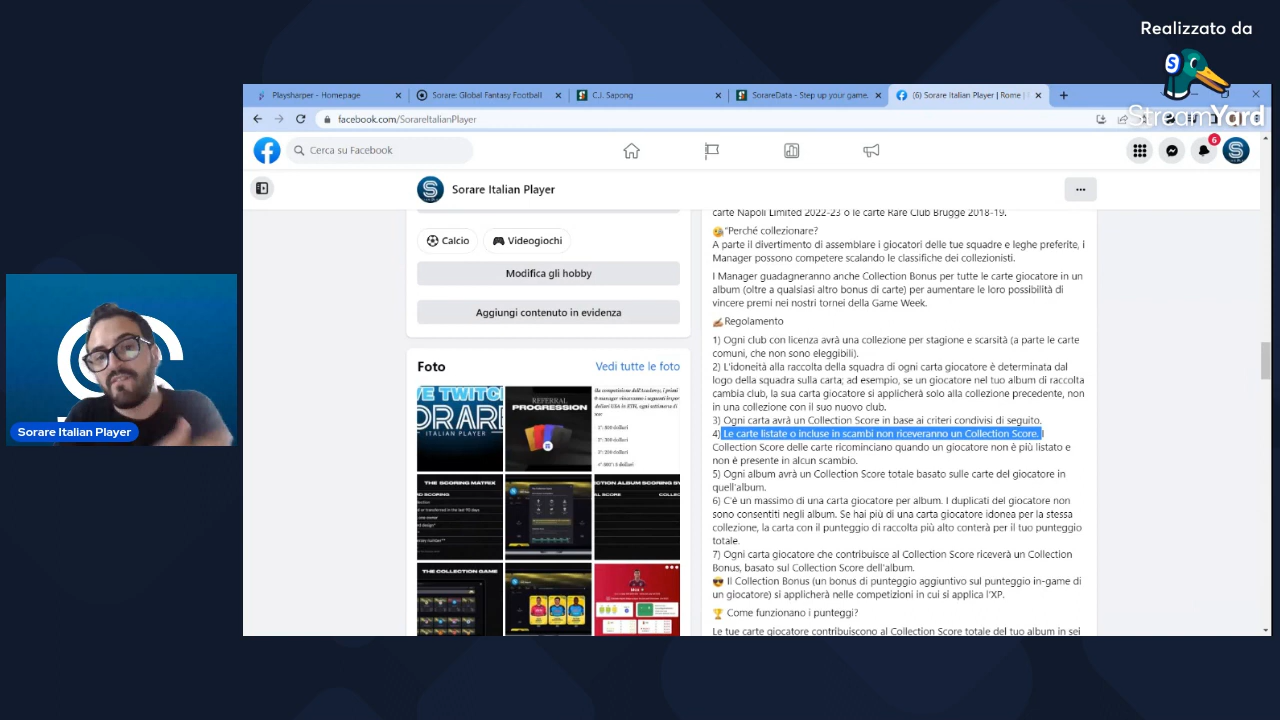 Realizzato da
StreamYard
Playsharper - Homepage
Sorare: Global Fantasy Football
C.I. Sapong
SorareData - Step up your game.
(6) Sorare Italian Player | Rome |
facebook.com/SorareItalianPlayer
Cerca su Facebook
6
Sorare Italian Player
carte Napoli Limited 2022-23 o le carte Rare Club Brugge 2018-19.
Calcio
Videogiochi
Modifica gli hobby
Aggiungi contenuto in evidenza
Foto
Vedi tutte le foto
"Perché collezionare?
A parte il divertimento di assemblare i giocatori delle tue squadre e leghe preferite, i
Manager possono competere scalando le classifiche dei collezionisti.
I Manager guadagneranno anche Collection Bonus per tutte le carte giocatore in un
album (oltre a qualsiasi altro bonus di carte) per aumentare le loro possibilità di
vincere premi nei nostri tornei della Game Week.
Regolamento
1) Ogni club con licenza avrà una collezione per stagione e scarsità (a parte le carte
comuni, che non sono eleggibili).
2) L'idoneità alla raccolta della squadra di ogni carta giocatore è determinata dal
logo della squadra sulla carta; ad esempio, se un giocatore nel tuo album di raccolta
cambia club, la sua carta giocatore si applicherà solo alla collezione precedente, non
in una collezione con il suo nuovo club.
3) Ogni carta avrà un Collection Score in base ai criteri condivisi di seguito.
4) Le carte listate o incluse in scambi non riceveranno un Collection Score. I
Collection Score delle carte ricominciano quando un giocatore non è più listato e
non è presente in alcun scambio.
5) Ogni album avrà un Collection Score totale basato sulle carte del giocatore in
quell'album.
6) C'è un massimo di una carta giocatore per album. I duplicati del giocatore non
sono consentiti negli album. Se hai più di una carta giocatore idonea per la stessa
collezione, la carta con il punteggio di raccolta più alto conterà per il tuo punteggio
totale.
7) Ogni carta giocatore che contribuisce al Collection Score riceverà un Collection
Bonus, basato sul Collection Score dell'album.
Il Collection Bonus (un bonus di punteggio aggiuntivo sul punteggio in-game di
un giocatore) si applicherà nelle competizioni in cui si applica l'XP.
Come funzionano i punteggi?
Le tue carte giocatore contribuiscono al Collection Score totale del tuo album in sei
VE TWITCH
SORARE
ITALIAN PLAYER
REFERRAL
PROGRESSION
THE SCORING MATRIX
THE COLLECTION GAME
Sorare Italian Player